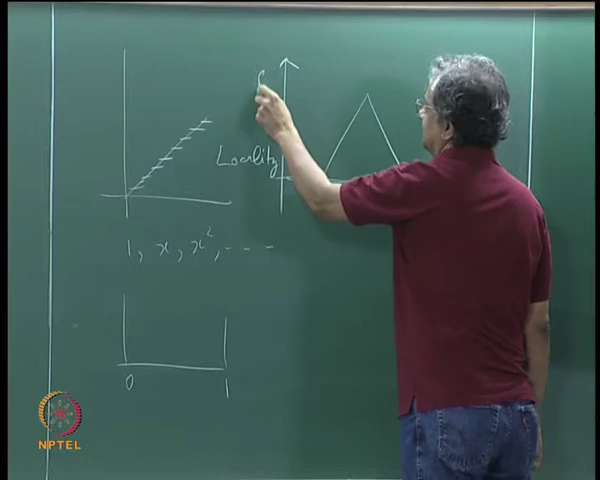 Locality
1, x, x², - - - -
0 1
NPTEL